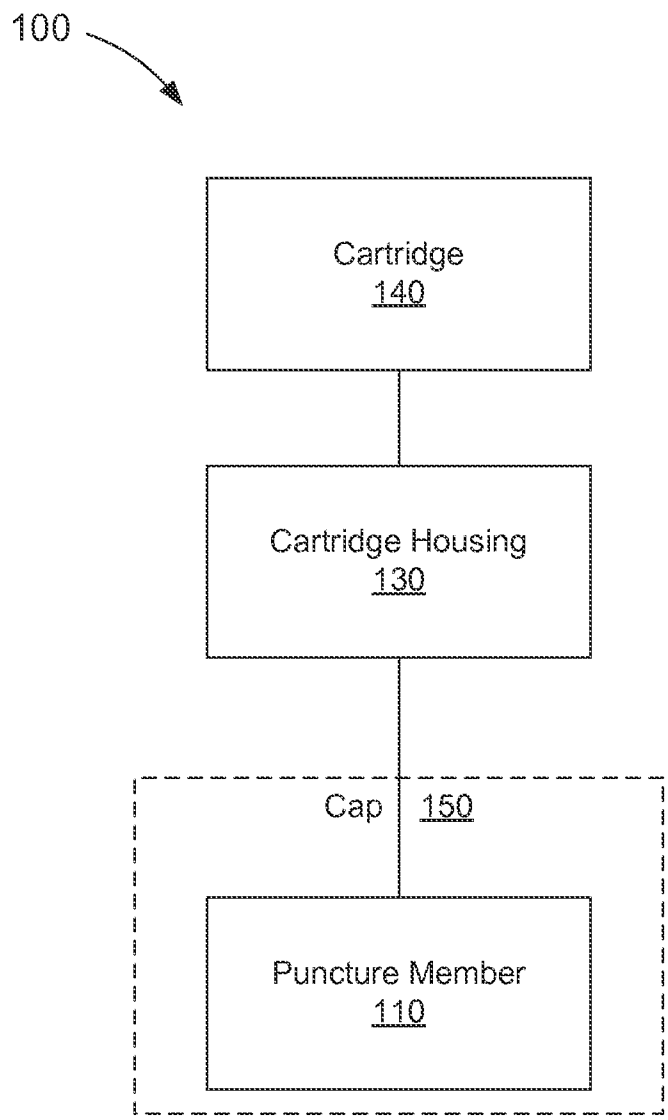 100
Cartridge
140
Cartridge Housing
130
Cap 150
Puncture Member
110